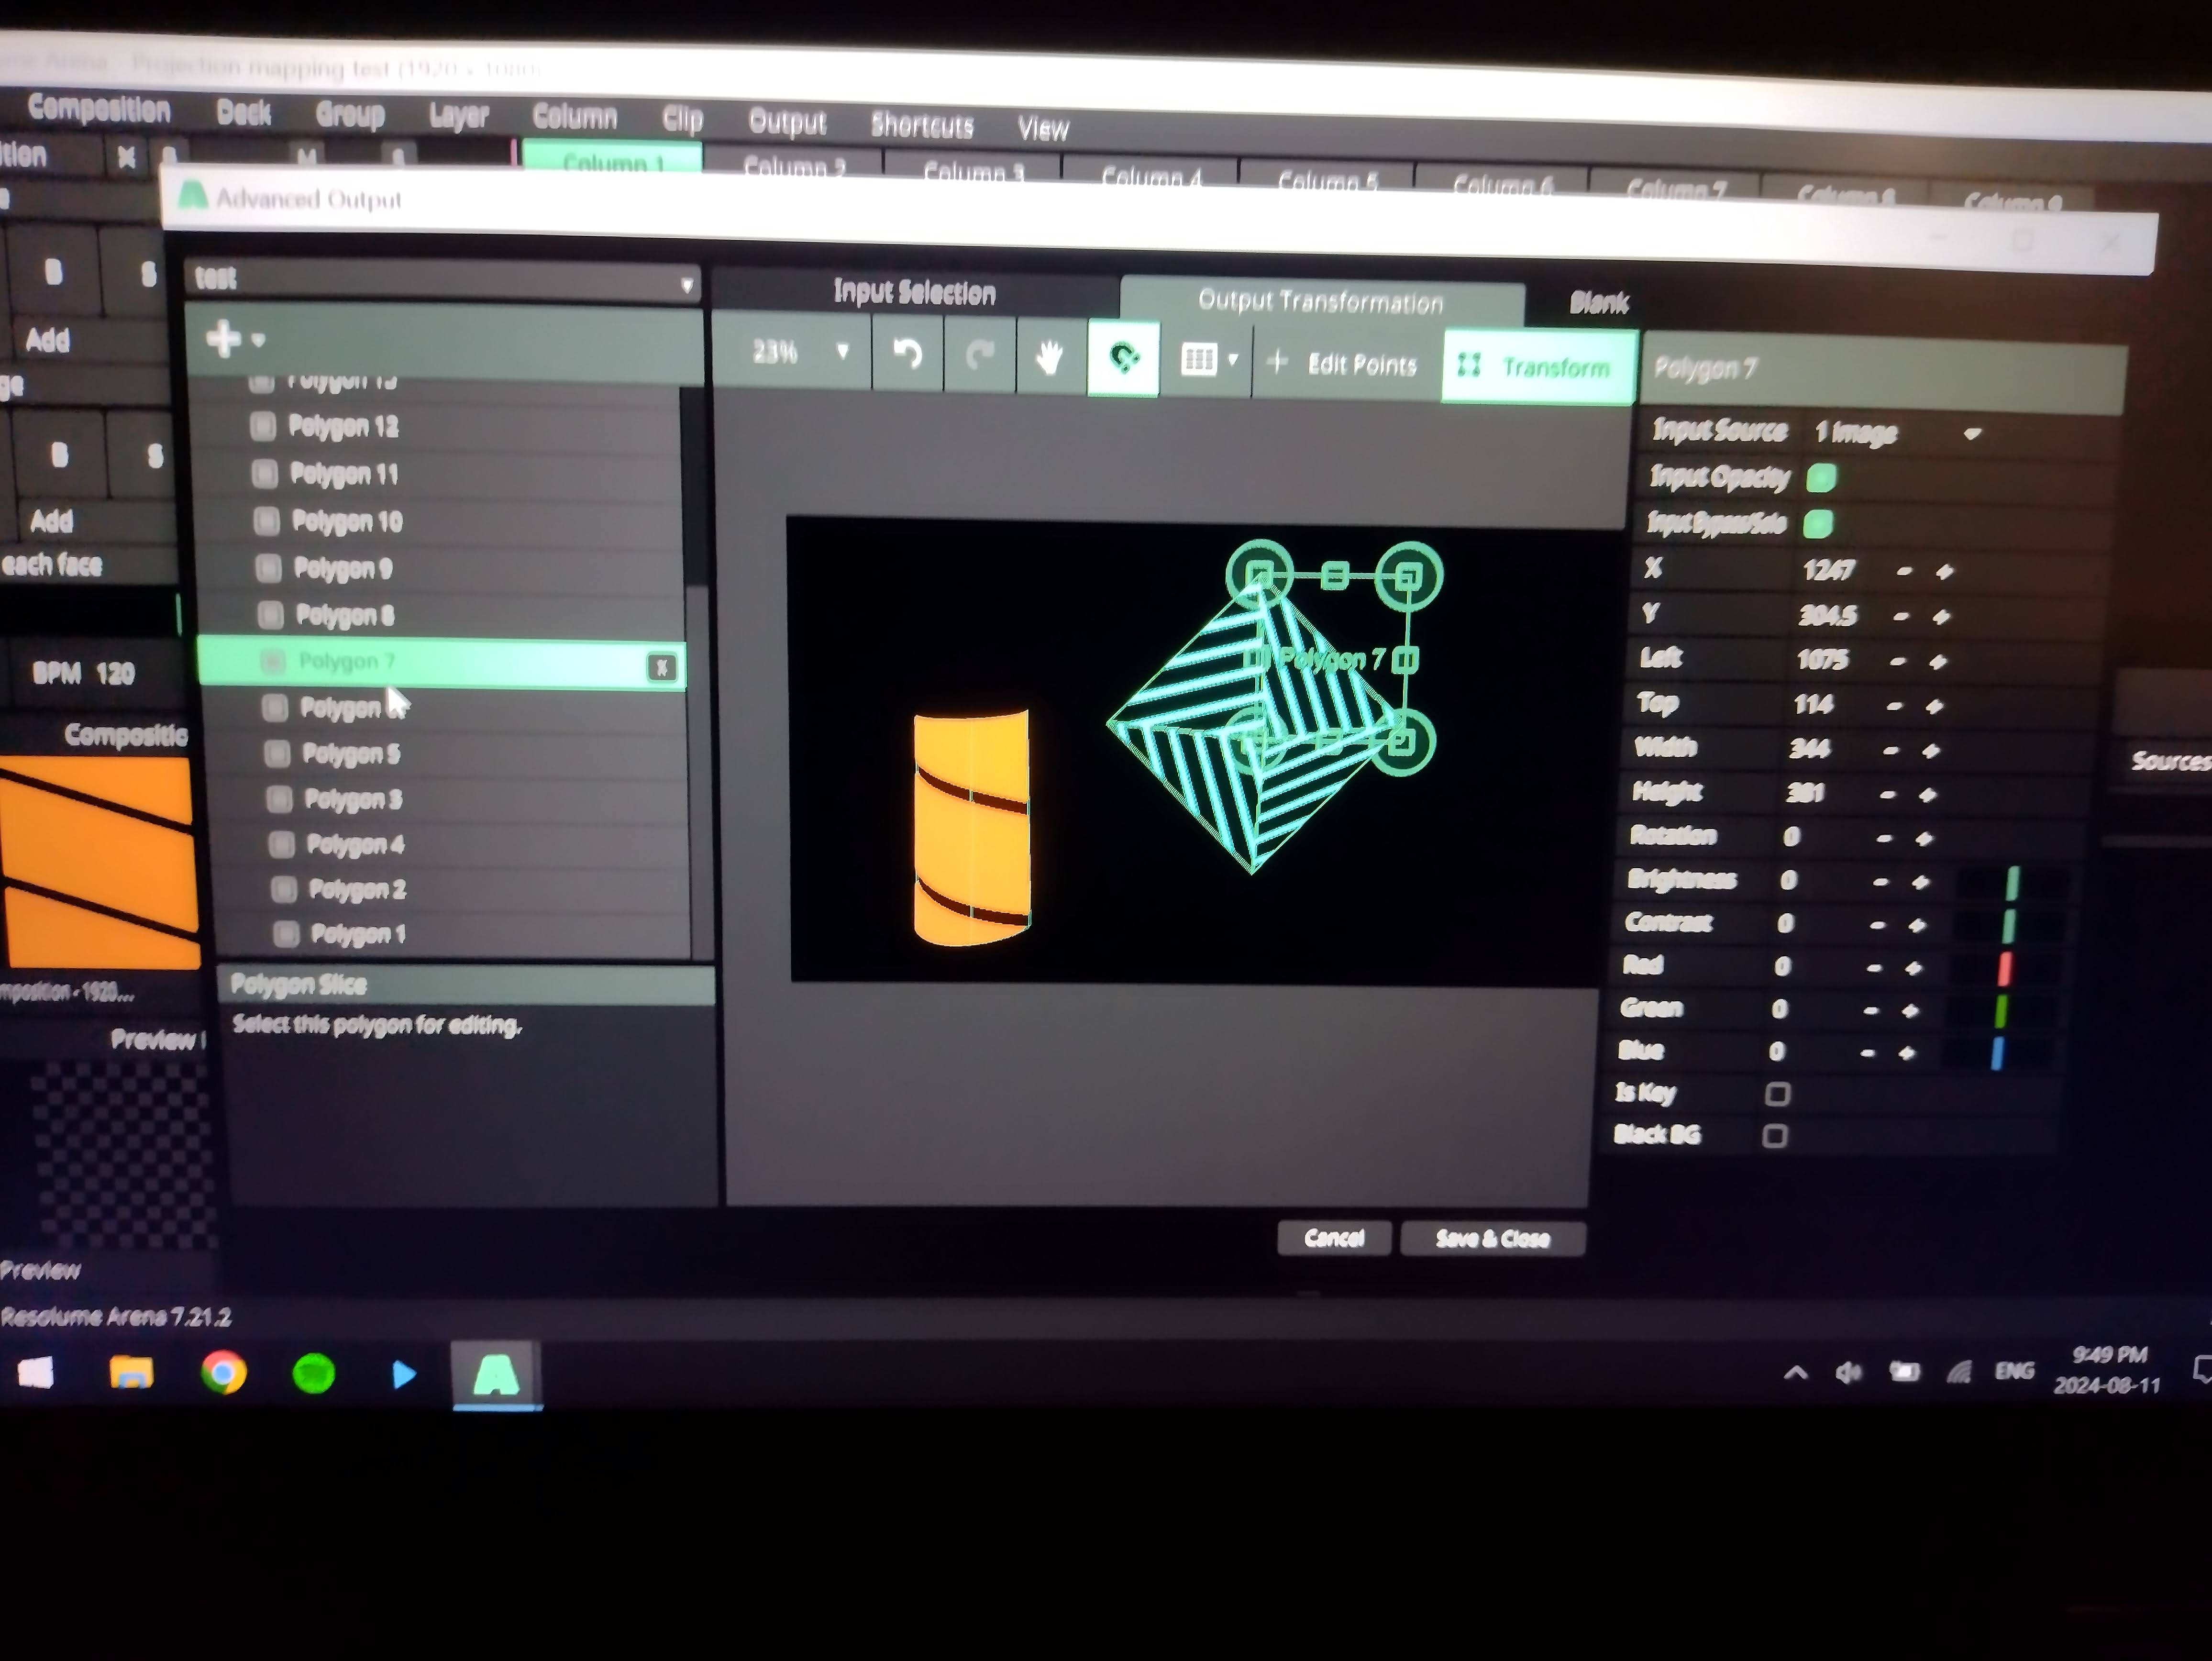 Projection mapping test (1920 x 1080)
Composition Deck Group Layer Column Clip Output Shortcuts View
tion X B M S Column 1 Column 2 Column 3 Column 4 Column 5 Column 6 Column 7 Column 8 Column 9
Advanced Output
B S
test
Input Selection Output Transformation Blank
Add
23% Edit Points Transform
Polygon 7
ge
Polygon 13
Polygon 12
Polygon 11
Polygon 10
Polygon 9
Polygon 8
Polygon 7
Polygon
Polygon 5
Polygon 3
Polygon 4
Polygon 2
Polygon 1
B S
Add
each face
BPM 120
Compositio
mposition - 1920...
Preview
Preview
Polygon Slice
Select this polygon for editing.
Polygon 7
Input Source 1 Image
Input Opacity
Input Bypass/Solo
X 1247
Y 304.5
Left 1075
Top 114
Width 344
Height 381
Rotation 0
Brightness 0
Contrast 0
Red 0
Green 0
Blue 0
Is Key
Black BG
Sources
Cancel Save & Close
Resolume Arena 7.21.2
ENG
9:49 PM
2024-08-11